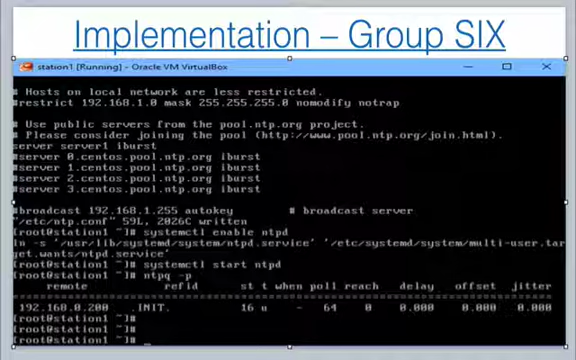 Implementation – Group SIX
station1 [Running] - Oracle VM VirtualBox
# Hosts on local network are less restricted.
#restrict 192.168.1.0 mask 255.255.255.0 nomodify notrap
# Use public servers from the pool.ntp.org project.
# Please consider joining the pool (http://www.pool.ntp.org/join.html).
server server1 iburst
#server 0.centos.pool.ntp.org iburst
#server 1.centos.pool.ntp.org iburst
#server 2.centos.pool.ntp.org iburst
#server 3.centos.pool.ntp.org iburst
#broadcast 192.168.1.255 autokey # broadcast server
"/etc/ntp.conf" 59L, 2026C written
[root@station1 ~]# systemctl enable ntpd
ln -s '/usr/lib/systemd/system/ntpd.service' '/etc/systemd/system/multi-user.tar
get.wants/ntpd.service'
[root@station1 ~]# systemctl start ntpd
[root@station1 ~]# ntpq -p
remote refid st t when poll reach delay offset jitter
==============================================================================
192.168.0.200 .INIT. 16 u - 64 0 0.000 0.000 0.000
[root@station1 ~]#
[root@station1 ~]#
[root@station1 ~]# _